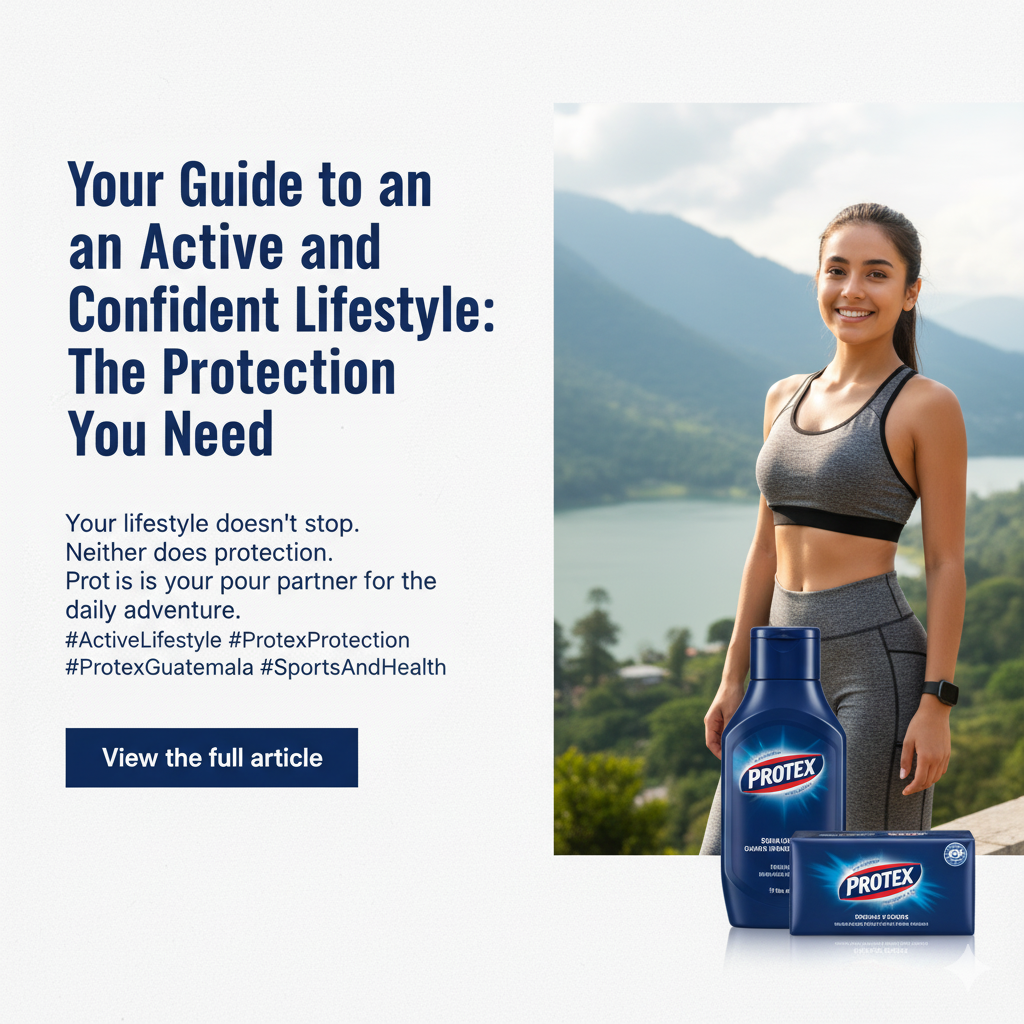 Your Guide to an
an Active and
Confident Lifestyle:
The Protection
You Need
Your lifestyle doesn't stop.
Neither does protection.
Prot is is your pour partner for the
daily adventure.
#ActiveLifestyle #ProtexProtection
#ProtexGuatemala #SportsAndHealth
View the full article
PROTEX
PROTEX